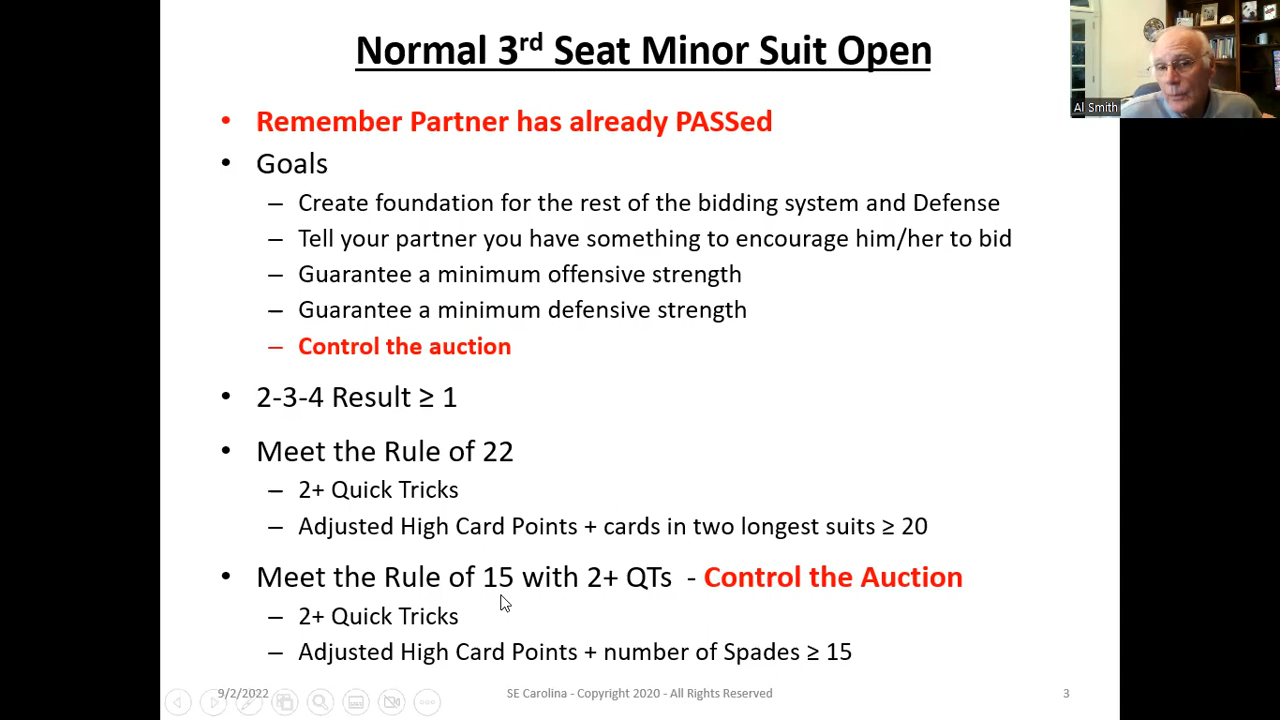 Normal 3rd Seat Minor Suit Open
Al Smith
• Remember Partner has already PASSed
• Goals
– Create foundation for the rest of the bidding system and Defense
– Tell your partner you have something to encourage him/her to bid
– Guarantee a minimum offensive strength
– Guarantee a minimum defensive strength
– Control the auction
• 2-3-4 Result ≥ 1
• Meet the Rule of 22
– 2+ Quick Tricks
– Adjusted High Card Points + cards in two longest suits ≥ 20
• Meet the Rule of 15 with 2+ QTs - Control the Auction
– 2+ Quick Tricks
– Adjusted High Card Points + number of Spades ≥ 15
9/2/2022 SE Carolina - Copyright 2020 - All Rights Reserved 3